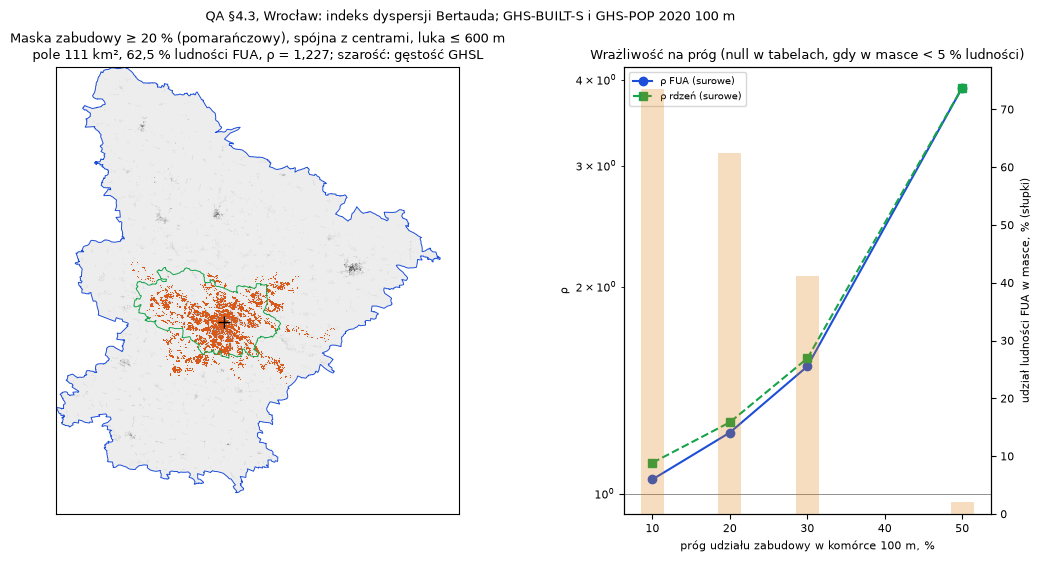 QA §4.3, Wrocław: indeks dyspersji Bertauda; GHS-BUILT-S i GHS-POP 2020 100 m
Maska zabudowy ≥ 20 % (pomarańczowy), spójna z centrami, luka ≤ 600 m
pole 111 km², 62,5 % ludności FUA, ρ = 1,227; szarość: gęstość GHSL
Wrażliwość na próg (null w tabelach, gdy w masce < 5 % ludności)
ρ FUA (surowe)
ρ rdzeń (surowe)
4 × 10⁰
3 × 10⁰
2 × 10⁰
10⁰
ρ
70
60
50
40
30
20
10
0
udział ludności FUA w masce, % (słupki)
10
20
30
40
50
próg udziału zabudowy w komórce 100 m, %